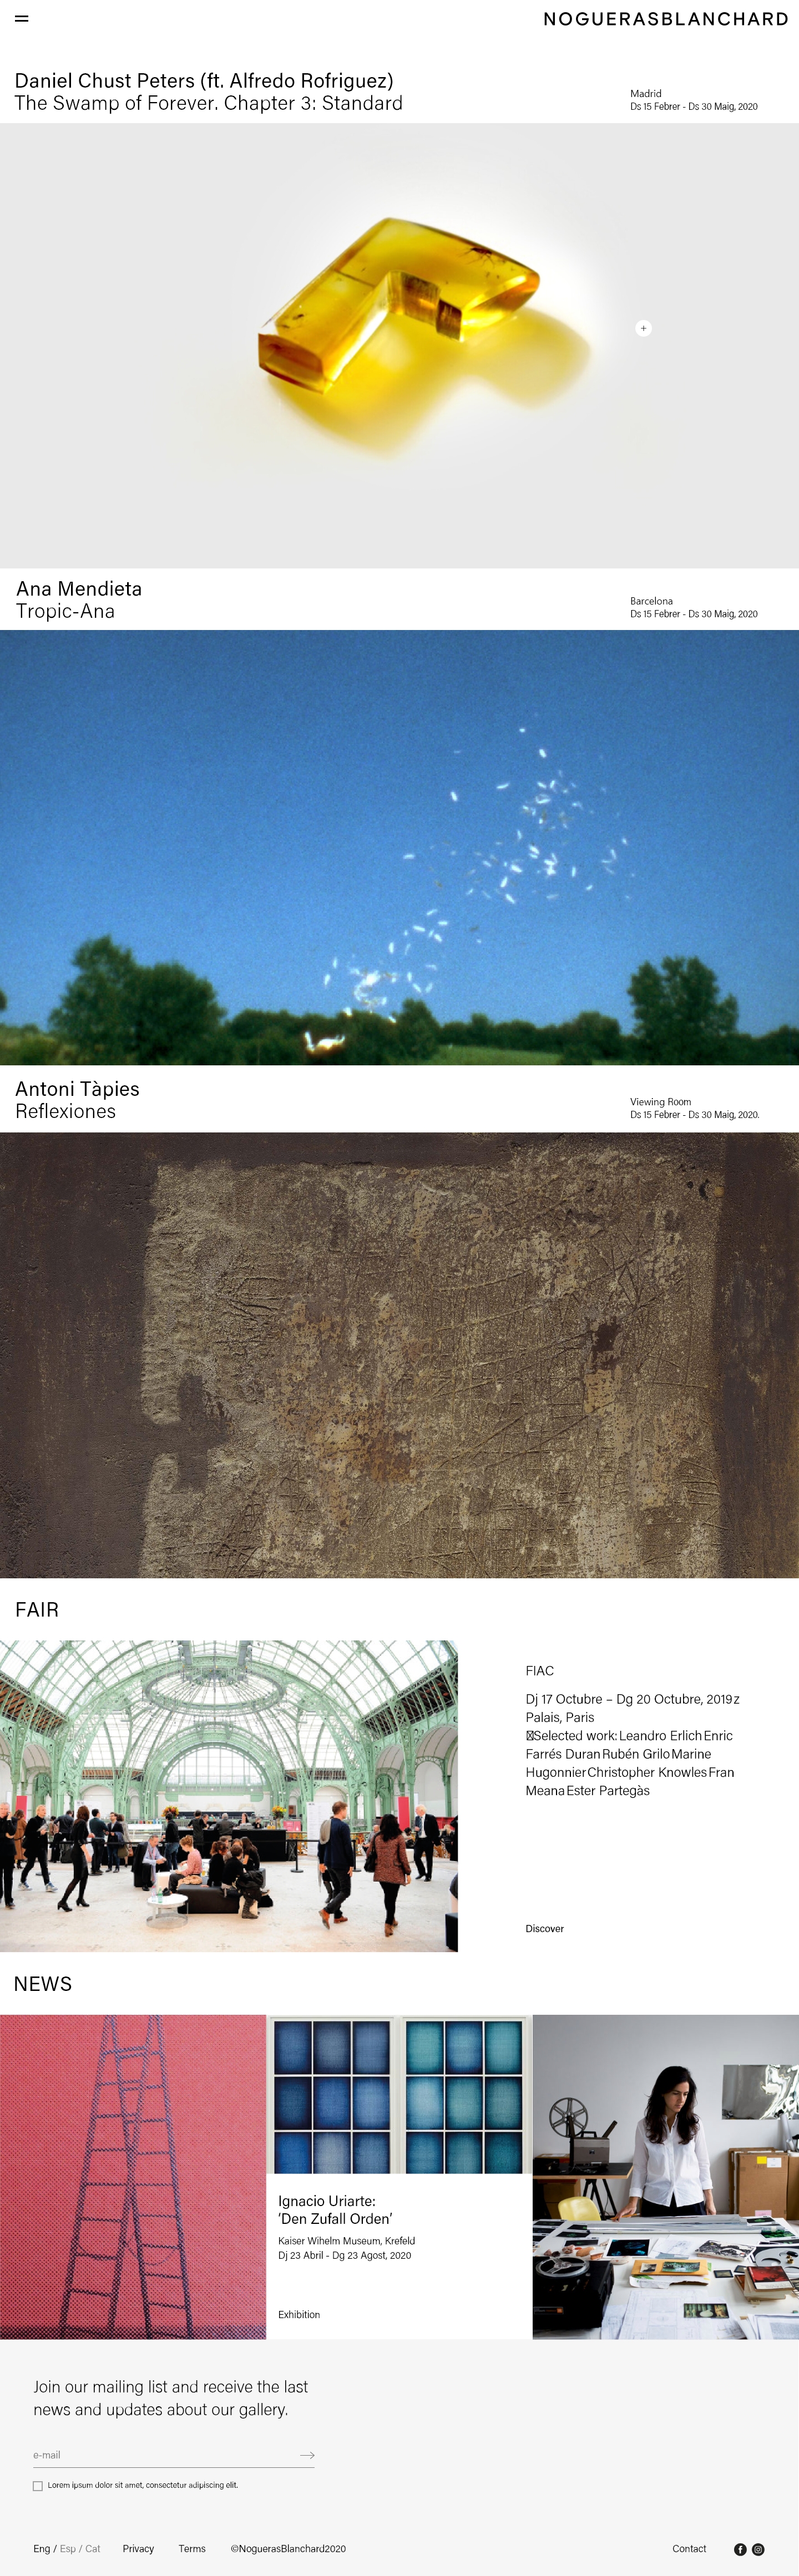 NOGUERASBLANCHARD
Daniel Chust Peters (ft. Alfredo Rofriguez)
The Swamp of Forever. Chapter 3: Standard
Madrid
Ds 15 Febrer - Ds 30 Maig, 2020
+
Ana Mendieta
Tropic-Ana
Barcelona
Ds 15 Febrer - Ds 30 Maig, 2020
Antoni Tàpies
Reflexiones
Viewing Room
Ds 15 Febrer - Ds 30 Maig, 2020.
FAIR
FIAC
Dj 17 Octubre – Dg 20 Octubre, 2019z
Palais, Paris
Selected work: Leandro Erlich Enric
Farrés Duran Rubén Grilo Marine
Hugonnier Christopher Knowles Fran
Meana Ester Partegàs
Discover
NEWS
Ignacio Uriarte:
‘Den Zufall Orden’
Kaiser Wihelm Museum, Krefeld
Dj 23 Abril - Dg 23 Agost, 2020
Exhibition
Join our mailing list and receive the last
news and updates about our gallery.
e-mail
Lorem ipsum dolor sit amet, consectetur adipiscing elit.
Eng / Esp / Cat Privacy Terms ©NoguerasBlanchard2020 Contact